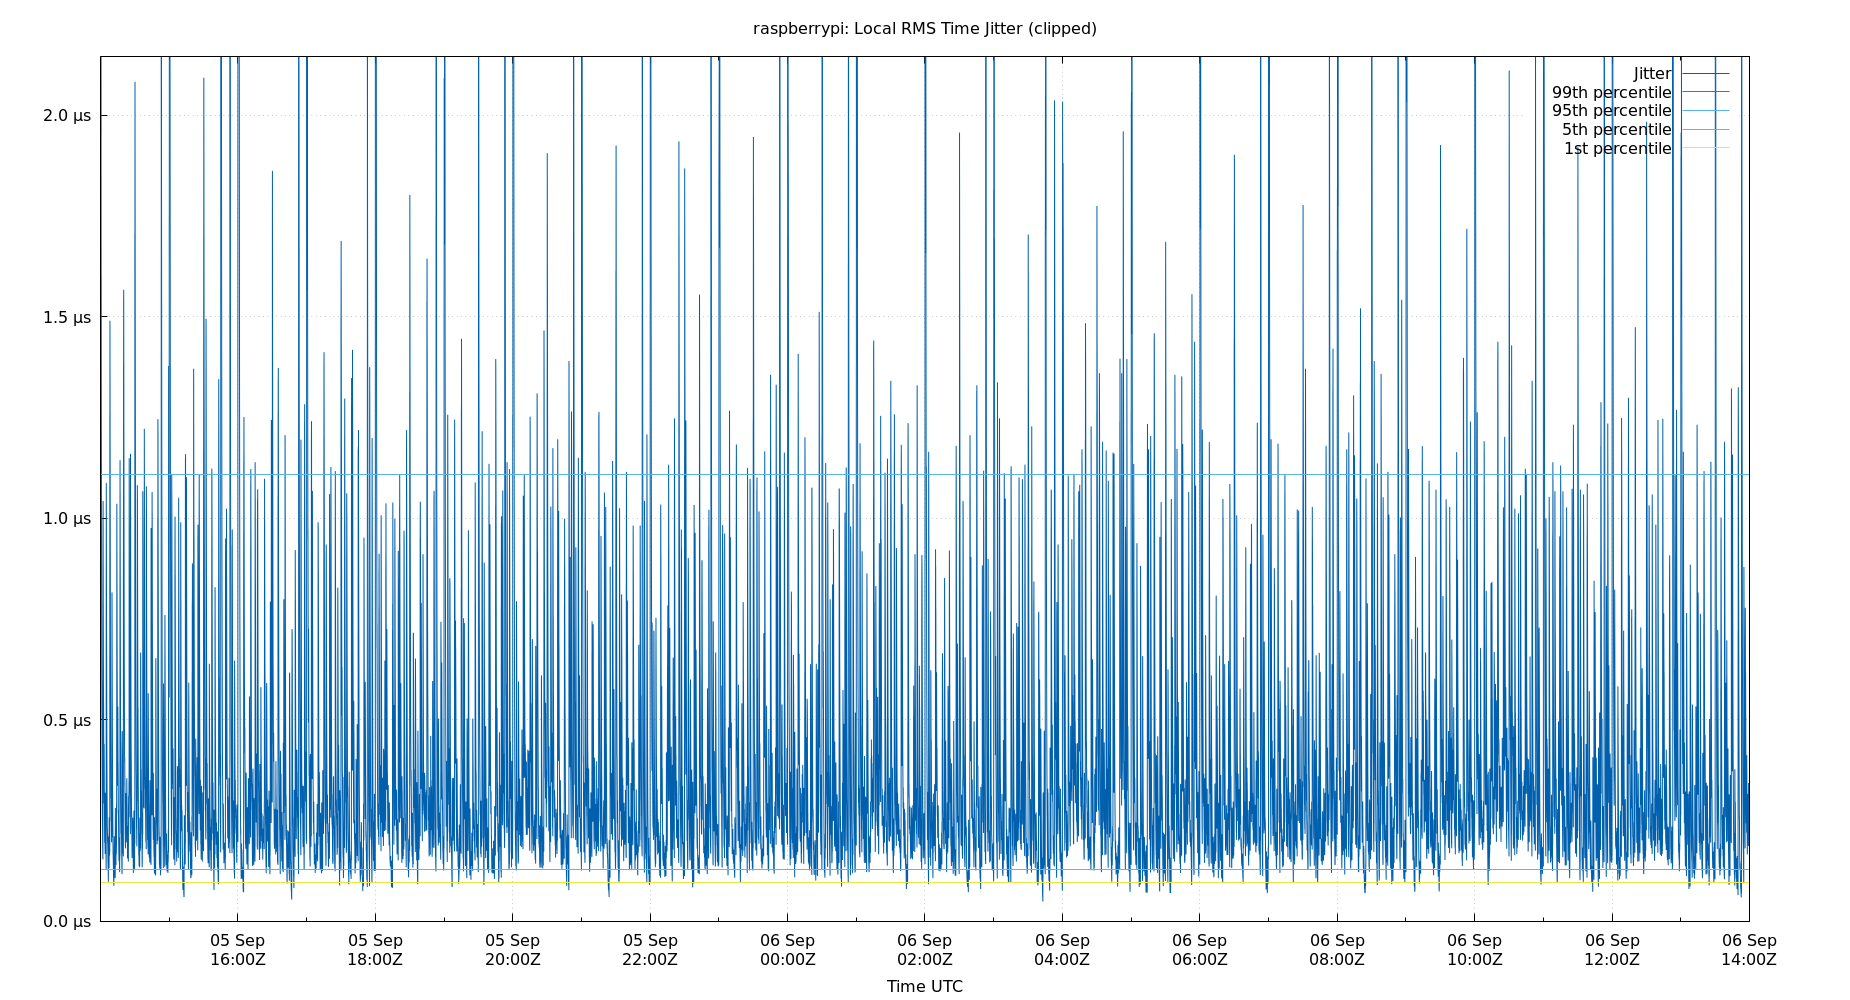 raspberrypi: Local RMS Time Jitter (clipped)
Jitter
99th percentile
95th percentile
5th percentile
1st percentile
2.0 µs
1.5 µs
1.0 µs
0.5 µs
0.0 µs
05 Sep
16:00Z
05 Sep
18:00Z
05 Sep
20:00Z
05 Sep
22:00Z
06 Sep
00:00Z
06 Sep
02:00Z
06 Sep
04:00Z
06 Sep
06:00Z
06 Sep
08:00Z
06 Sep
10:00Z
06 Sep
12:00Z
06 Sep
14:00Z
Time UTC